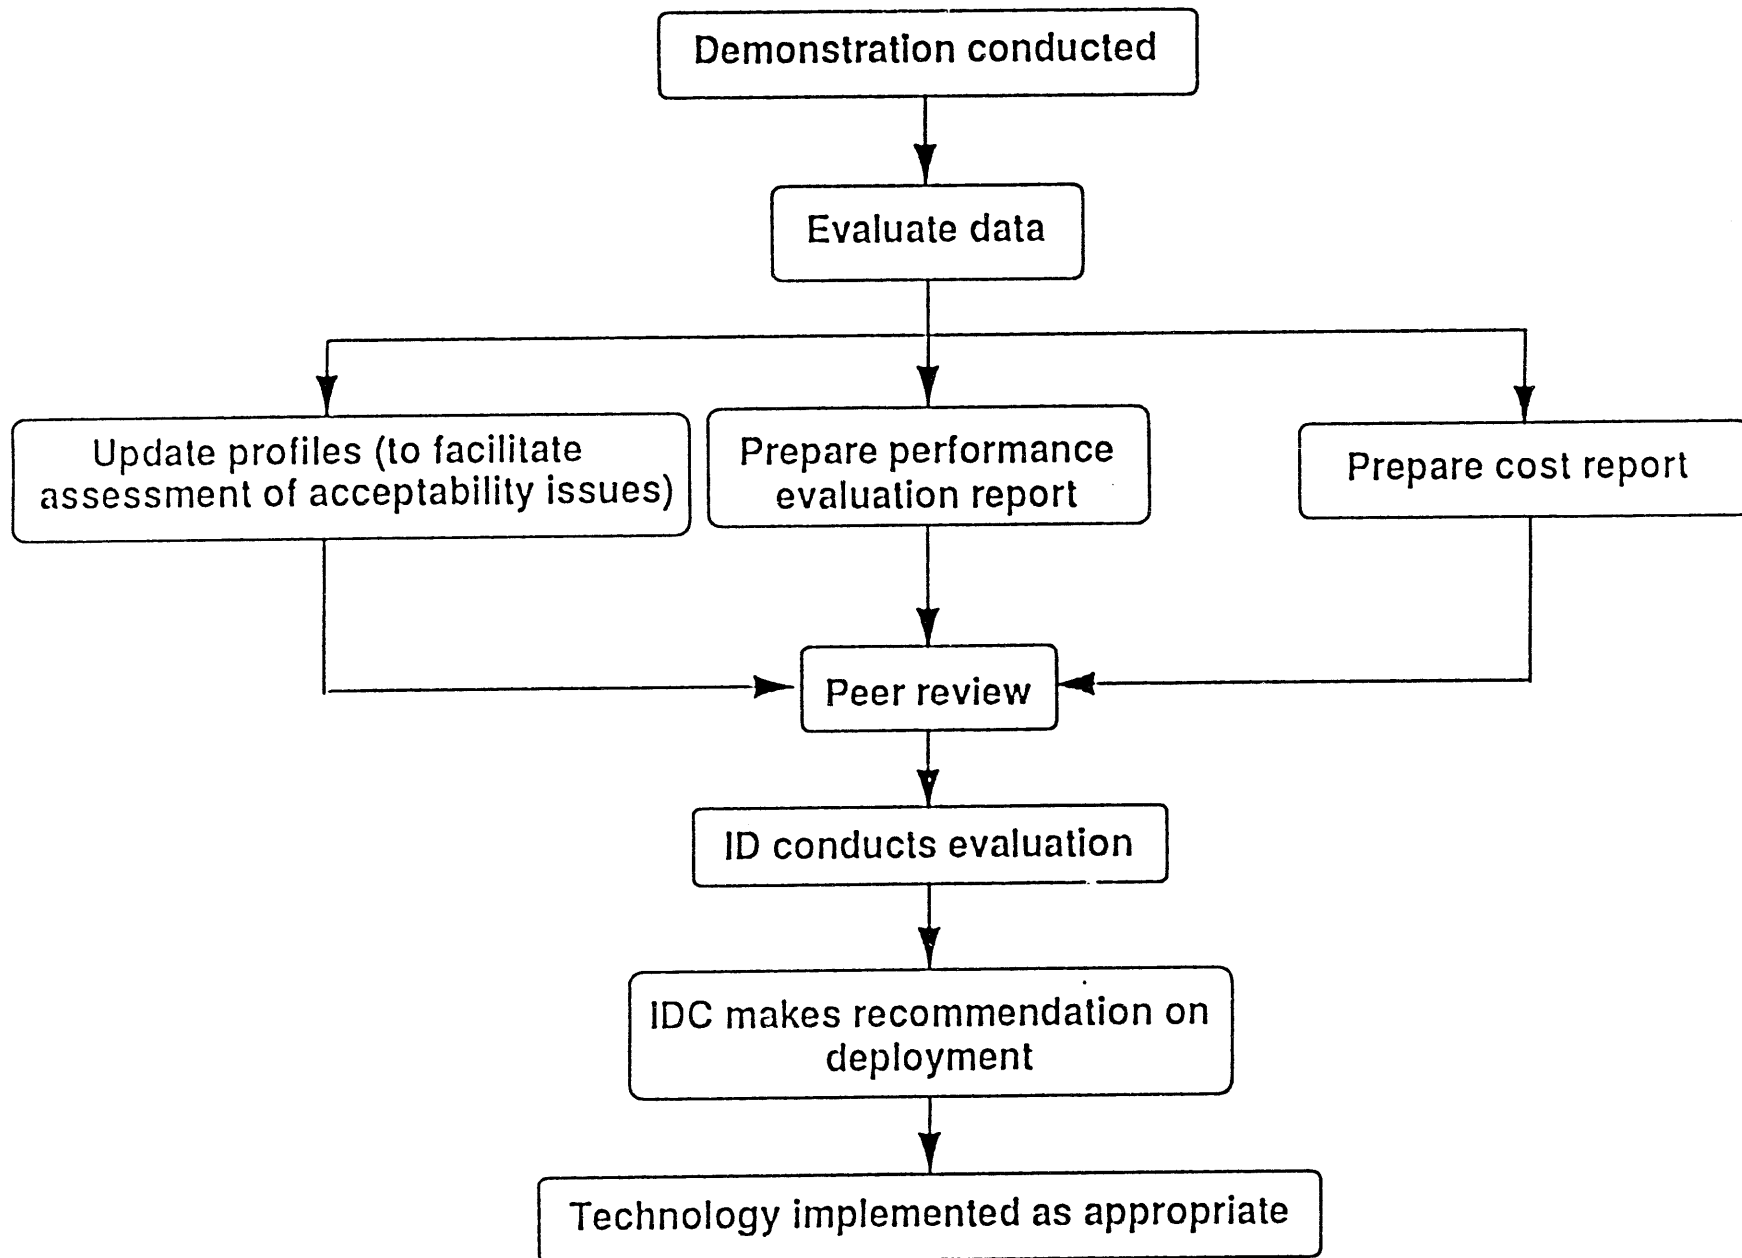 Demonstration conducted
Evaluate data
Update profiles (to facilitate
assessment of acceptability issues)
Prepare performance
evaluation report
Prepare cost report
Peer review
ID conducts evaluation
IDC makes recommendation on
deployment
Technology implemented as appropriate